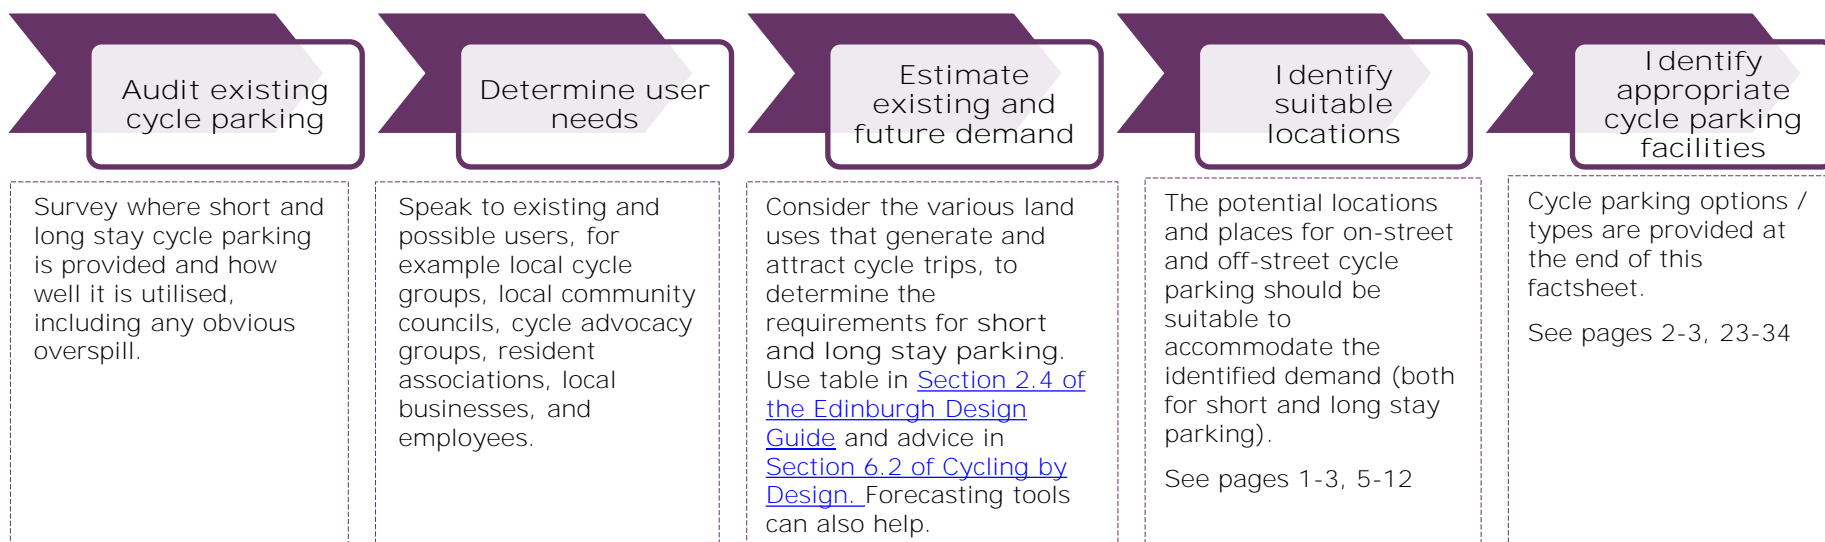 Audit existing
cycle parking
Survey where short and
long stay cycle parking
is provided and how
well it is utilised,
including any obvious
overspill.
Determine user
needs
Speak to existing and
possible users, for
example local cycle
groups, local community
councils, cycle advocacy
groups, resident
associations, local
businesses, and
employees.
Estimate
existing and
future demand
Consider the various land
uses that generate and
attract cycle trips, to
determine the
requirements for short
and long stay parking.
Use table in Section 2.4 of
the Edinburgh Design
Guide and advice in
Section 6.2 of Cycling by
Design. Forecasting tools
can also help.
Identify
suitable
locations
The potential locations
and places for on-street
and off-street cycle
parking should be
suitable to
accommodate the
identified demand (both
for short and long stay
parking).
See pages 1-3, 5-12
Identify
appropriate
cycle parking
facilities
Cycle parking options /
types are provided at
the end of this
factsheet.
See pages 2-3, 23-34